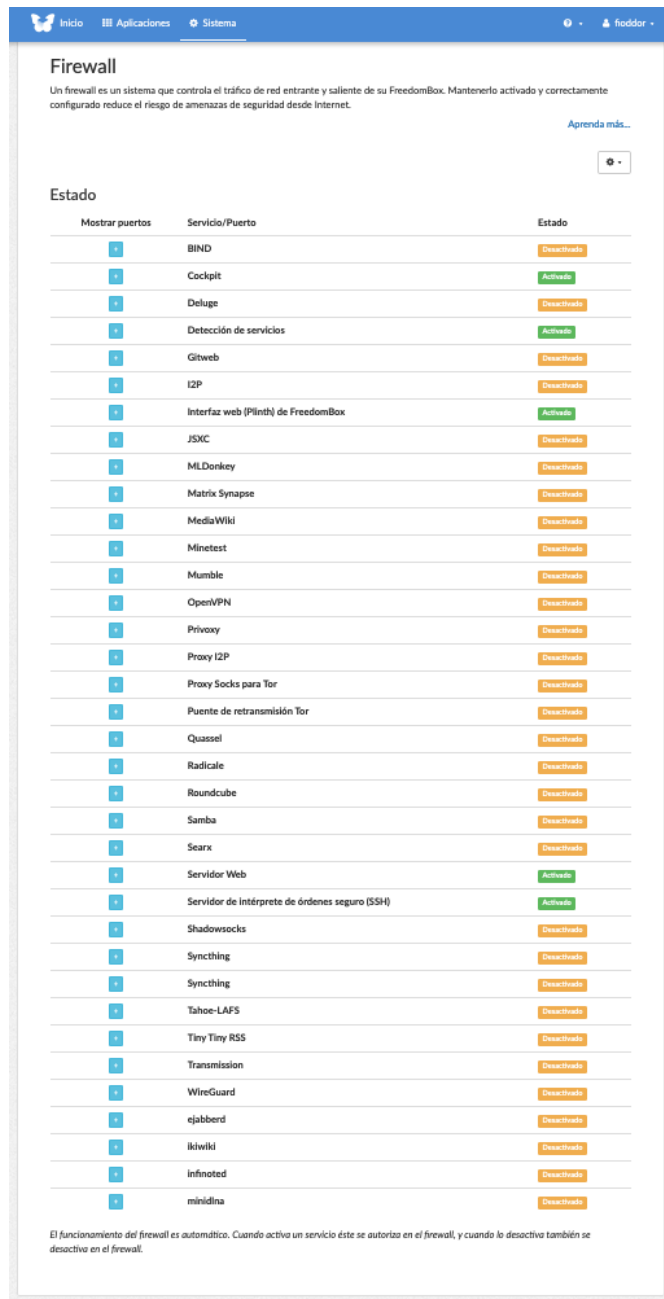 Inicio Aplicaciones Sistema fioddor
Firewall
Un firewall es un sistema que controla el tráfico de red entrante y saliente de su FreedomBox. Mantenerlo activado y correctamente
configurado reduce el riesgo de amenazas de seguridad desde Internet.
Aprenda más...
Estado
Mostrar puertos Servicio/Puerto Estado
+ BIND Desactivado
+ Cockpit Activado
+ Deluge Desactivado
+ Detección de servicios Activado
+ Gitweb Desactivado
+ I2P Desactivado
+ Interfaz web (Plinth) de FreedomBox Activado
+ JSXC Desactivado
+ MLDonkey Desactivado
+ Matrix Synapse Desactivado
+ MediaWiki Desactivado
+ Minetest Desactivado
+ Mumble Desactivado
+ OpenVPN Desactivado
+ Privoxy Desactivado
+ Proxy I2P Desactivado
+ Proxy Socks para Tor Desactivado
+ Puente de retransmisión Tor Desactivado
+ Quassel Desactivado
+ Radicale Desactivado
+ Roundcube Desactivado
+ Samba Desactivado
+ Searx Desactivado
+ Servidor Web Activado
+ Servidor de intérprete de órdenes seguro (SSH) Activado
+ Shadowsocks Desactivado
+ Syncthing Desactivado
+ Syncthing Desactivado
+ Tahoe-LAFS Desactivado
+ Tiny Tiny RSS Desactivado
+ Transmission Desactivado
+ WireGuard Desactivado
+ ejabberd Desactivado
+ ikiwiki Desactivado
+ infinoted Desactivado
+ minidlna Desactivado
El funcionamiento del firewall es automático. Cuando activa un servicio éste se autoriza en el firewall, y cuando lo desactiva también se
desactiva en el firewall.